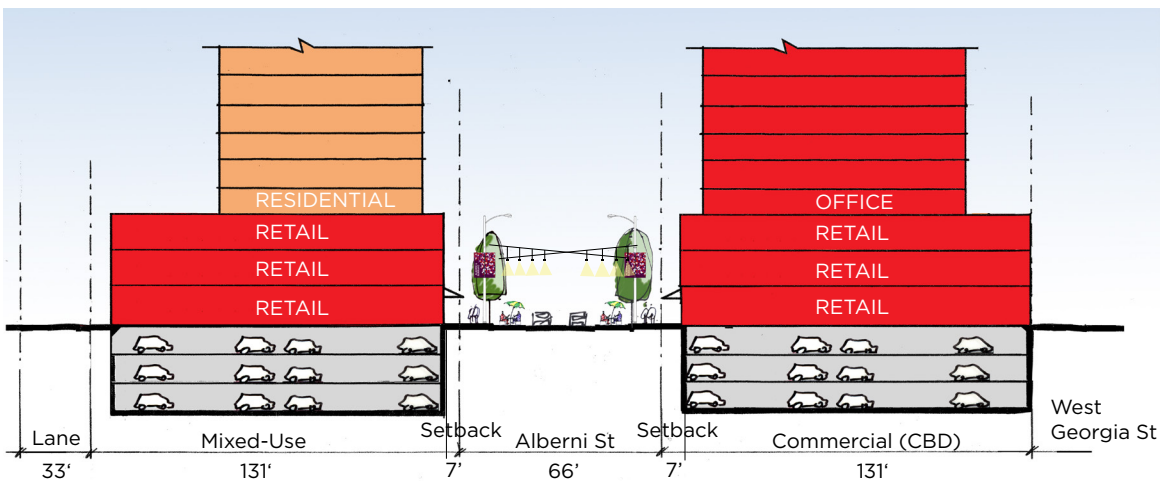 RESIDENTIAL
RETAIL
RETAIL
RETAIL
OFFICE
RETAIL
RETAIL
RETAIL
Lane
Mixed-Use
Setback
Alberni St
Setback
Commercial (CBD)
West
Georgia St
33‘
131‘
7’
66’
7’
131‘